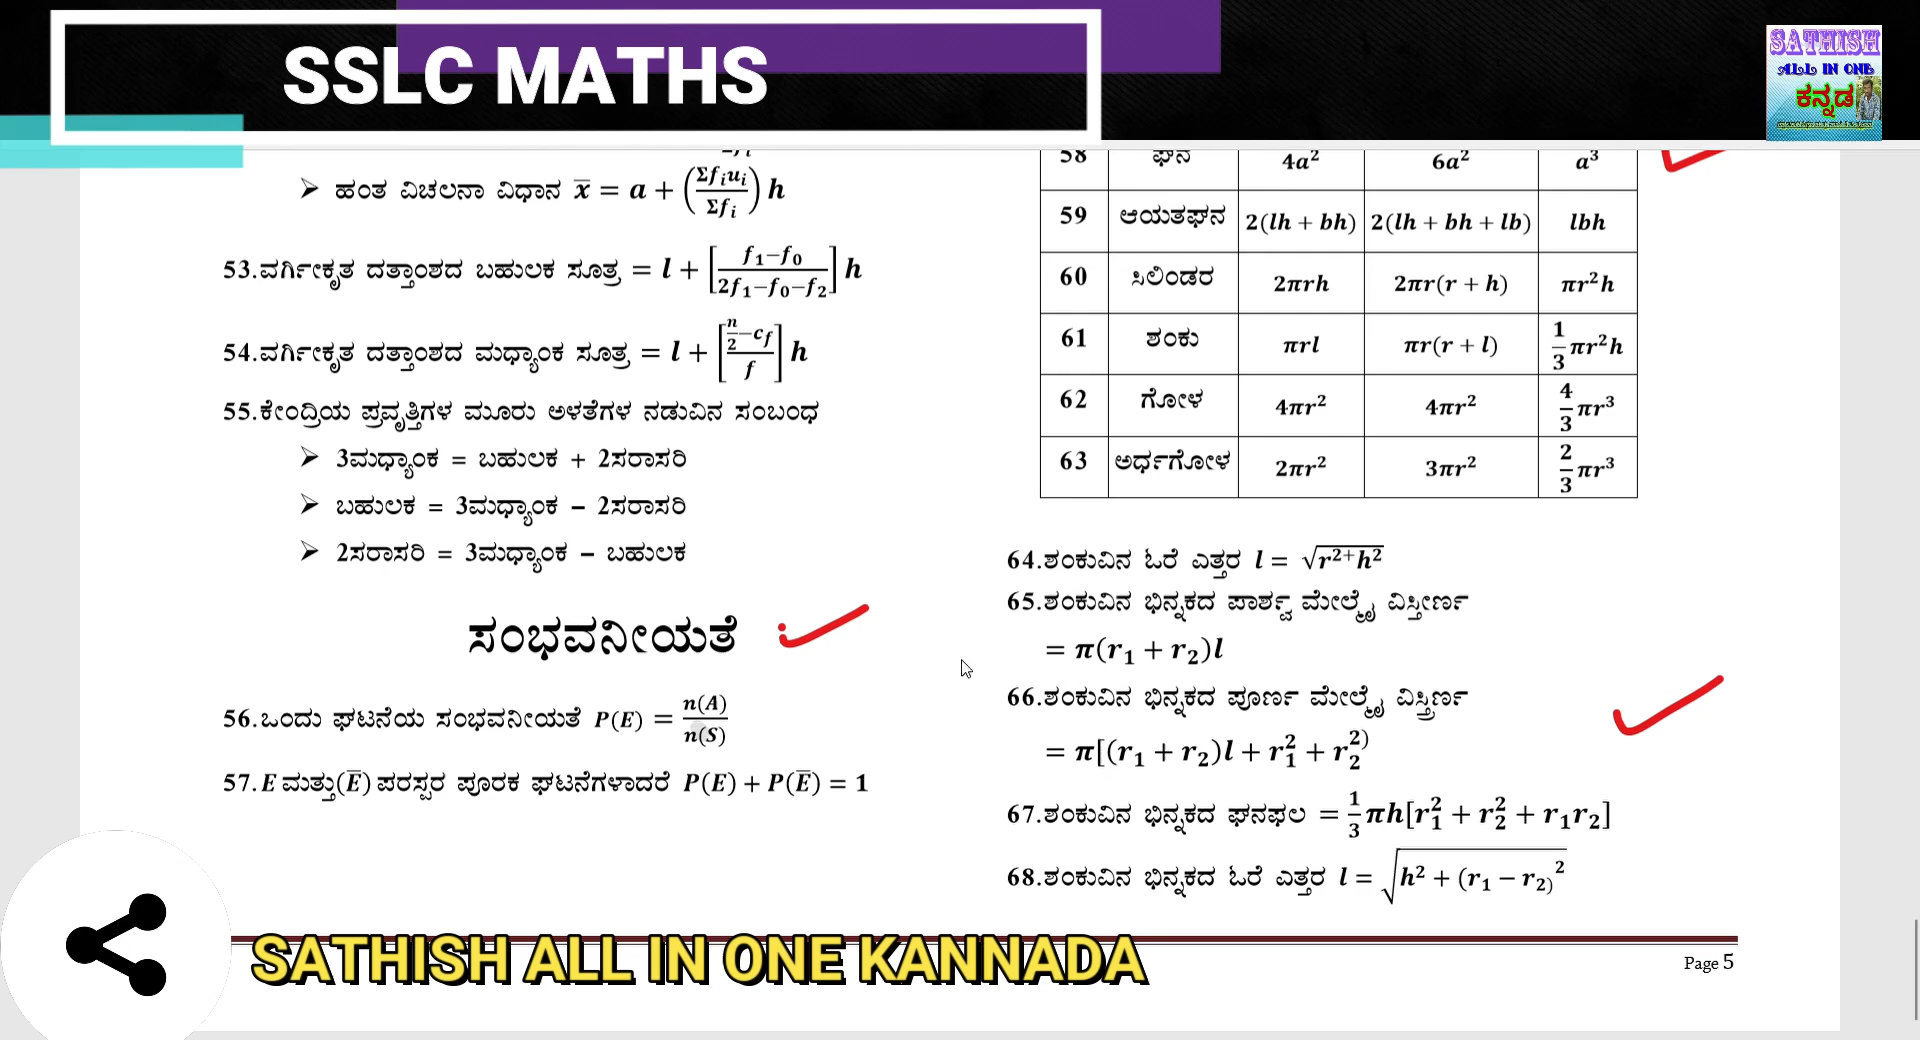 SSLC MATHS
SATHISH
ALL IN ONE
ಕನ್ನಡ
➢ ಹಂತ ವಿಚಲನಾ ವಿಧಾನ x̅ = a + (Σfᵢuᵢ/Σfᵢ) h
53.ವರ್ಗೀಕೃತ ದತ್ತಾಂಶದ ಬಹುಲಕ ಸೂತ್ರ = l + [f₁−f₀/2f₁−f₀−f₂] h
54.ವರ್ಗೀಕೃತ ದತ್ತಾಂಶದ ಮಧ್ಯಾಂಕ ಸೂತ್ರ = l + [(n/2−c_f)/f] h
55.ಕೇಂದ್ರಿಯ ಪ್ರವೃತ್ತಿಗಳ ಮೂರು ಅಳತೆಗಳ ನಡುವಿನ ಸಂಬಂಧ
➢ 3ಮಧ್ಯಾಂಕ = ಬಹುಲಕ + 2ಸರಾಸರಿ
➢ ಬಹುಲಕ = 3ಮಧ್ಯಾಂಕ – 2ಸರಾಸರಿ
➢ 2ಸರಾಸರಿ = 3ಮಧ್ಯಾಂಕ – ಬಹುಲಕ
ಸಂಭವನೀಯತೆ
56.ಒಂದು ಘಟನೆಯ ಸಂಭವನೀಯತೆ P(E) = n(A)/n(S)
57.E ಮತ್ತು(E̅) ಪರಸ್ಪರ ಪೂರಕ ಘಟನೆಗಳಾದರೆ P(E) + P(E̅) = 1
58 ಘನ 4a² 6a² a³
59 ಆಯತಘನ 2(lh + bh) 2(lh + bh + lb) lbh
60 ಸಿಲಿಂಡರ 2πrh 2πr(r + h) πr²h
61 ಶಂಕು πrl πr(r + l) 1/3 πr²h
62 ಗೋಳ 4πr² 4πr² 4/3 πr³
63 ಅರ್ಧಗೋಳ 2πr² 3πr² 2/3 πr³
64.ಶಂಕುವಿನ ಓರೆ ಎತ್ತರ l = √r²⁺h²
65.ಶಂಕುವಿನ ಭಿನ್ನಕದ ಪಾರ್ಶ್ವ ಮೇಲ್ಮೈ ವಿಸ್ತೀರ್ಣ
= π(r₁ + r₂)l
66.ಶಂಕುವಿನ ಭಿನ್ನಕದ ಪೂರ್ಣ ಮೇಲ್ಮೈ ವಿಸ್ತ್ರಿರ್ಣ
= π[(r₁ + r₂)l + r₁² + r₂²)
67.ಶಂಕುವಿನ ಭಿನ್ನಕದ ಘನಫಲ = 1/3 πh[r₁² + r₂² + r₁r₂]
68.ಶಂಕುವಿನ ಭಿನ್ನಕದ ಓರೆ ಎತ್ತರ l = √h² + (r₁ − r₂)²
SATHISH ALL IN ONE KANNADA
Page 5